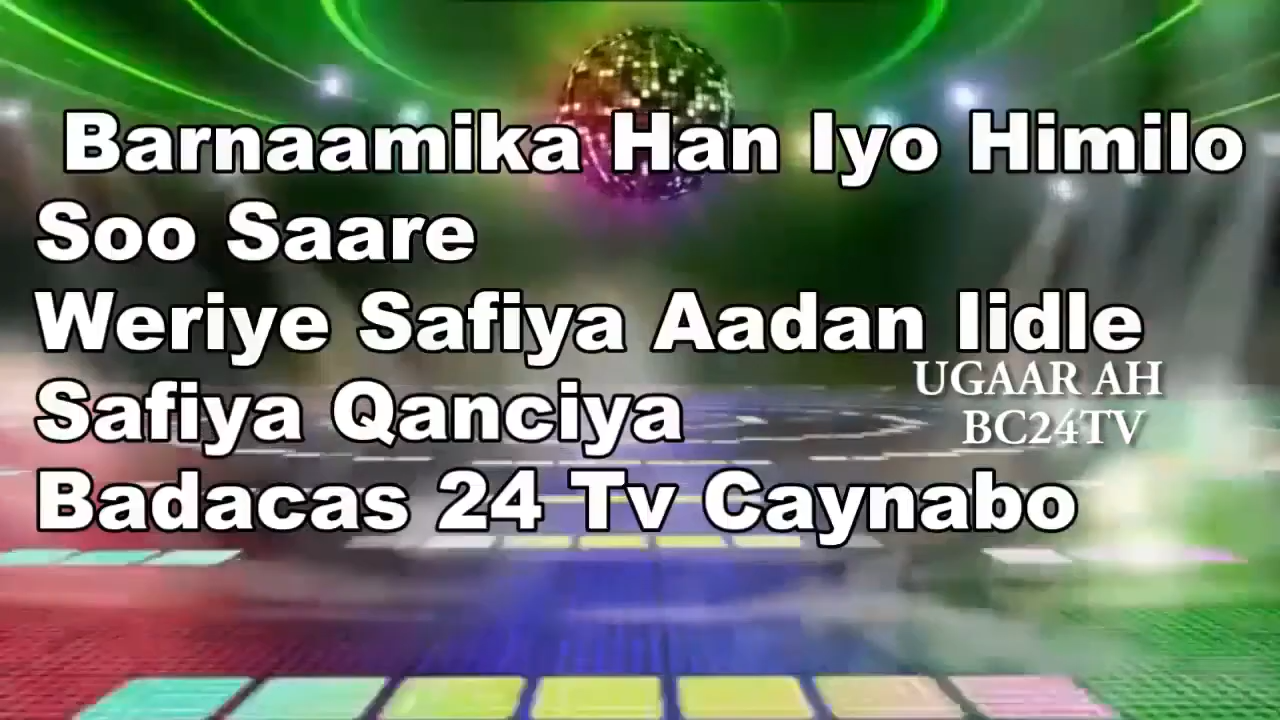 Barnaamika Han Iyo Himilo
Soo Saare
Weriye Safiya Aadan Iidle
Safiya Qanciya
Badacas 24 Tv Caynabo
UGAAR AH
BC24TV